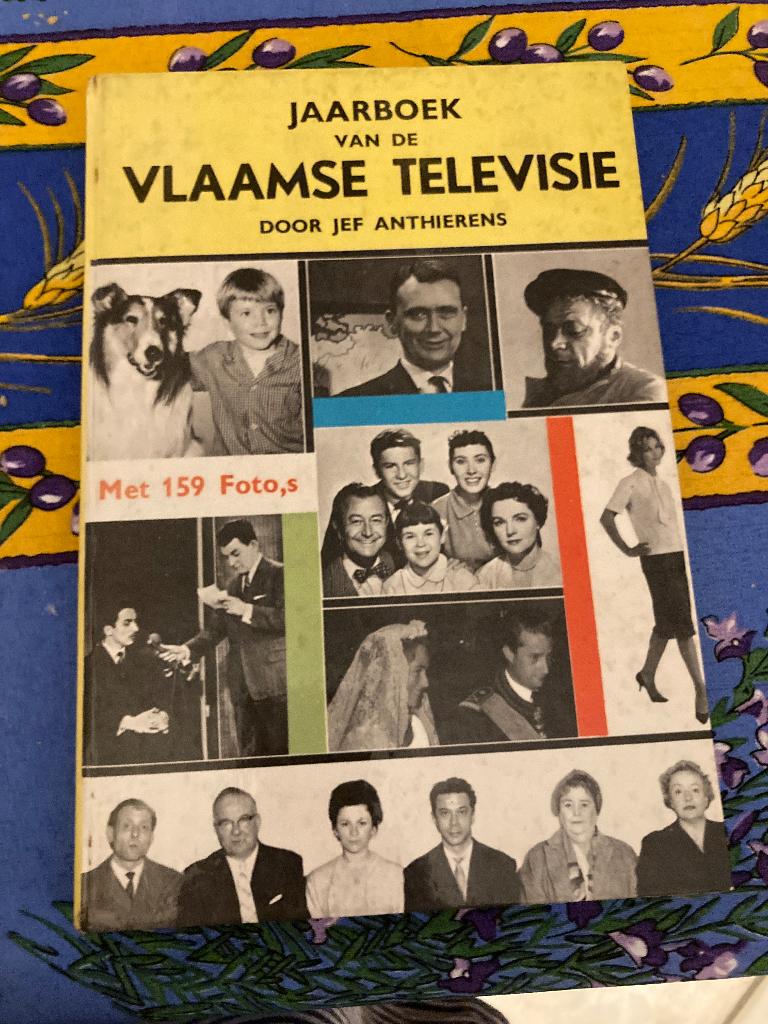 JAARBOEK
VAN DE
VLAAMSE TELEVISIE
DOOR JEF ANTHIERENS
Met 159 Foto,s